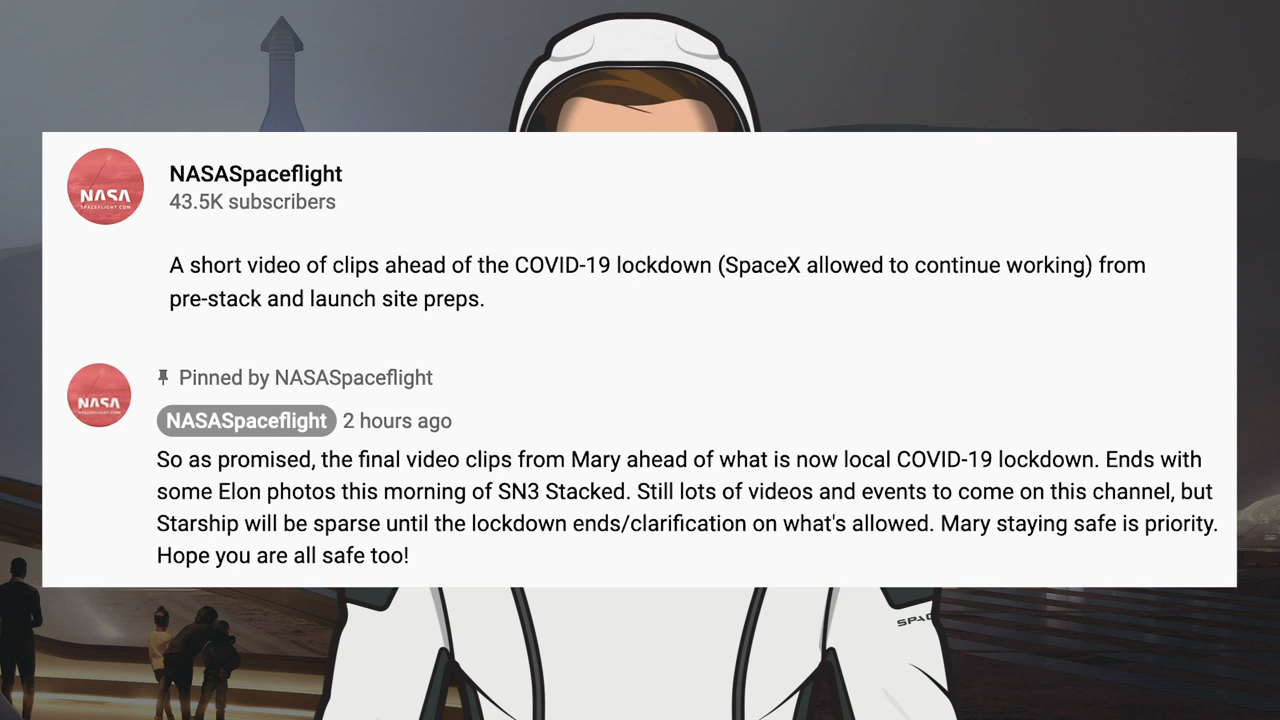 NASASpaceflight
43.5K subscribers
NASA
SPACEFLIGHT.COM
A short video of clips ahead of the COVID-19 lockdown (SpaceX allowed to continue working) from
pre-stack and launch site preps.
Pinned by NASASpaceflight
NASASpaceflight 2 hours ago
NASA
So as promised, the final video clips from Mary ahead of what is now local COVID-19 lockdown. Ends with
some Elon photos this morning of SN3 Stacked. Still lots of videos and events to come on this channel, but
Starship will be sparse until the lockdown ends/clarification on what's allowed. Mary staying safe is priority.
Hope you are all safe too!
SPAC